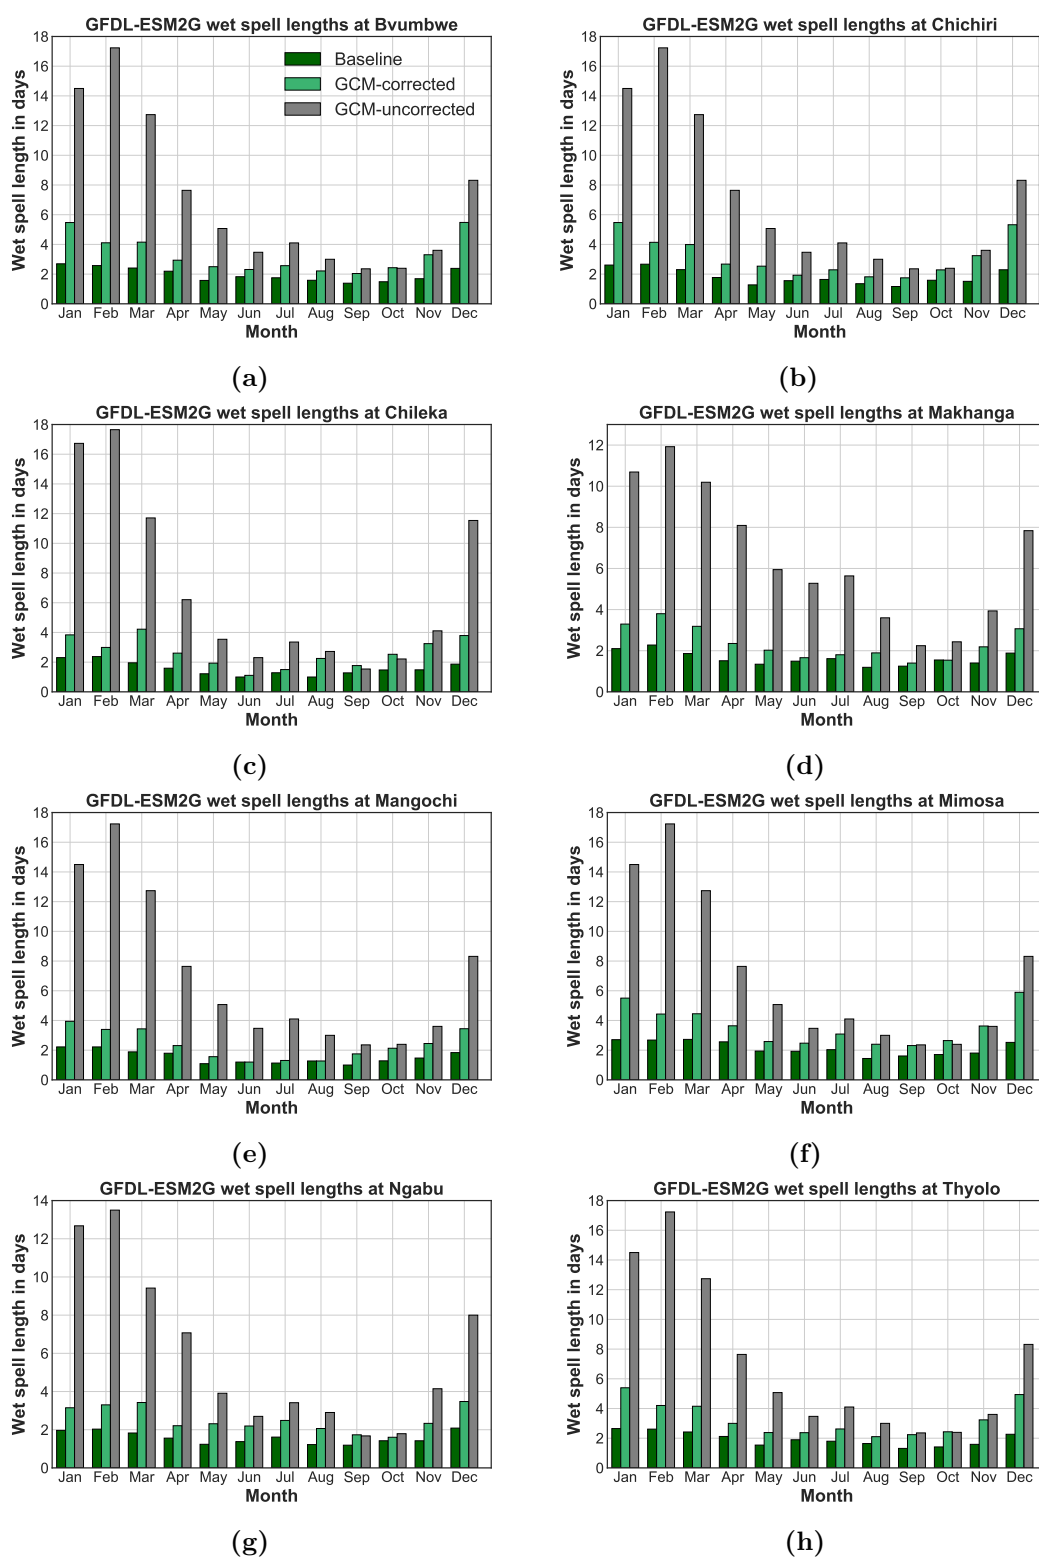 GFDL-ESM2G wet spell lengths at Bvumbwe
Wet spell length in days
18
16
14
12
10
8
6
4
2
0
Baseline
GCM-corrected
GCM-uncorrected
Jan Feb Mar Apr May Jun Jul Aug Sep Oct Nov Dec
Month
(a)
GFDL-ESM2G wet spell lengths at Chichiri
Wet spell length in days
18
16
14
12
10
8
6
4
2
0
Jan Feb Mar Apr May Jun Jul Aug Sep Oct Nov Dec
Month
(b)
GFDL-ESM2G wet spell lengths at Chileka
Wet spell length in days
18
16
14
12
10
8
6
4
2
0
Jan Feb Mar Apr May Jun Jul Aug Sep Oct Nov Dec
Month
(c)
GFDL-ESM2G wet spell lengths at Makhanga
Wet spell length in days
12
10
8
6
4
2
0
Jan Feb Mar Apr May Jun Jul Aug Sep Oct Nov Dec
Month
(d)
GFDL-ESM2G wet spell lengths at Mangochi
Wet spell length in days
18
16
14
12
10
8
6
4
2
0
Jan Feb Mar Apr May Jun Jul Aug Sep Oct Nov Dec
Month
(e)
GFDL-ESM2G wet spell lengths at Mimosa
Wet spell length in days
18
16
14
12
10
8
6
4
2
0
Jan Feb Mar Apr May Jun Jul Aug Sep Oct Nov Dec
Month
(f)
GFDL-ESM2G wet spell lengths at Ngabu
Wet spell length in days
14
12
10
8
6
4
2
0
Jan Feb Mar Apr May Jun Jul Aug Sep Oct Nov Dec
Month
(g)
GFDL-ESM2G wet spell lengths at Thyolo
Wet spell length in days
18
16
14
12
10
8
6
4
2
0
Jan Feb Mar Apr May Jun Jul Aug Sep Oct Nov Dec
Month
(h)